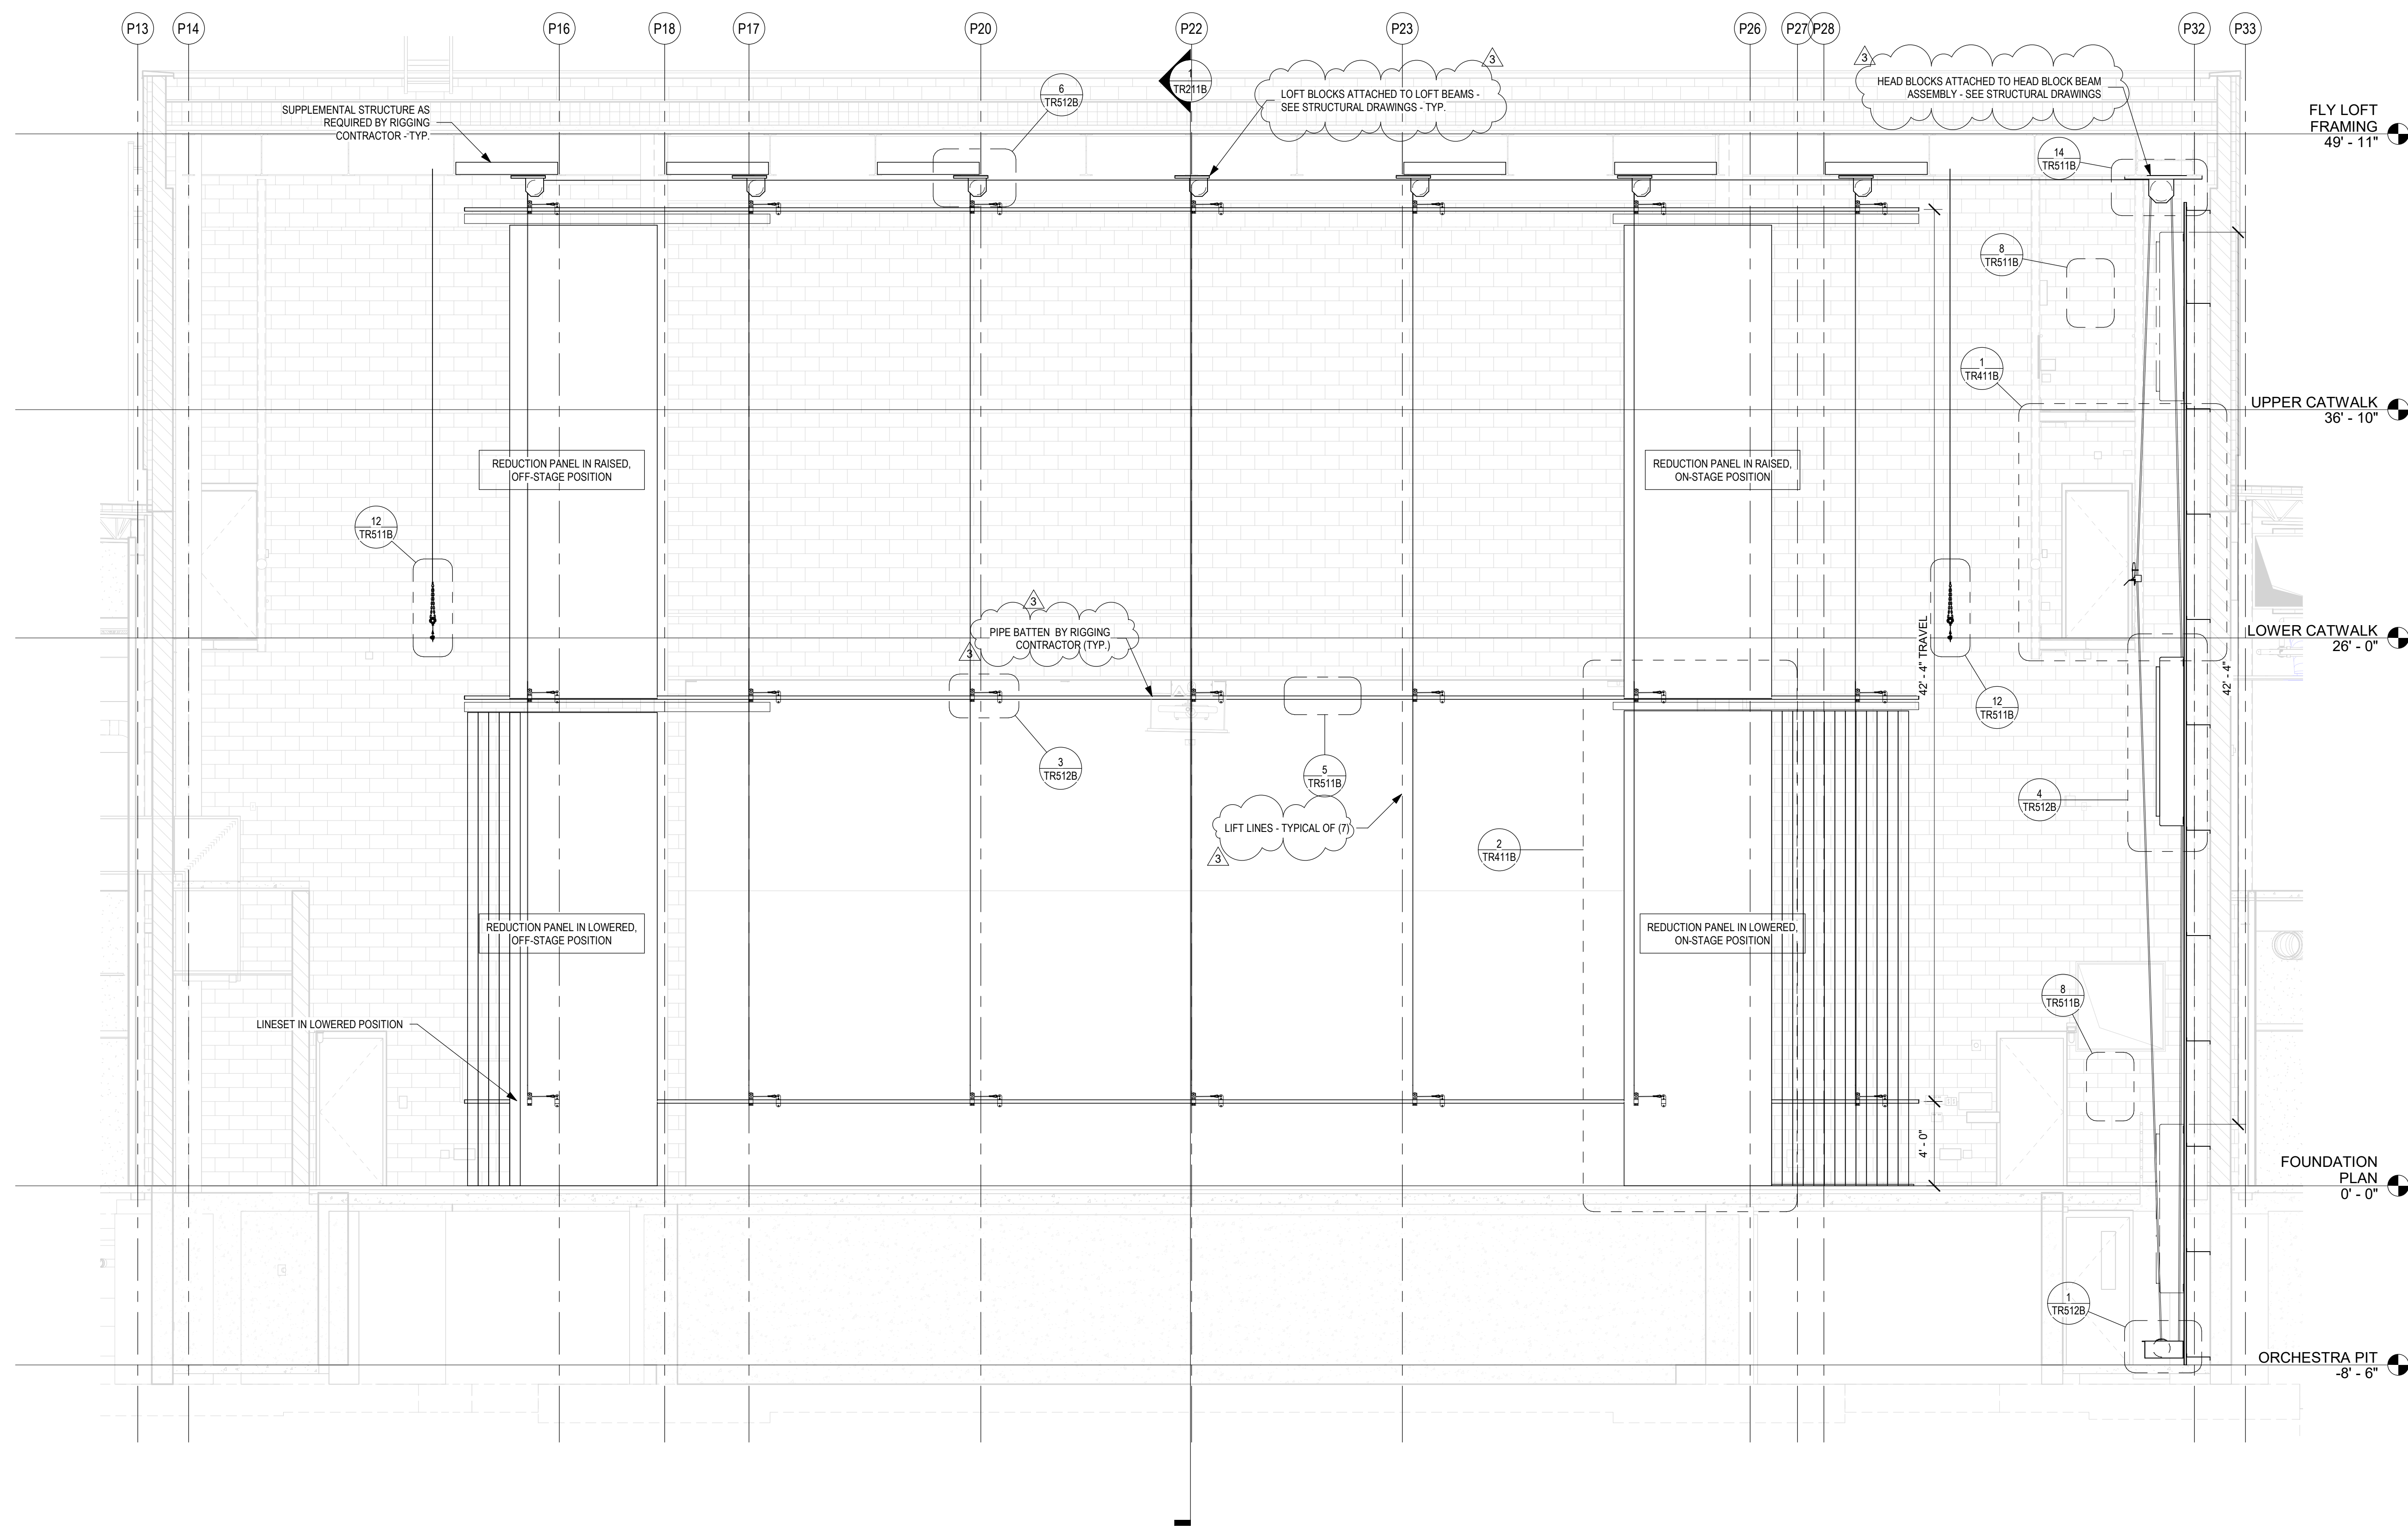 P13
P14
P16
P18
P17
P20
P22
P23
P26
P27
P28
P32
P33
SUPPLEMENTAL STRUCTURE AS
REQUIRED BY RIGGING
CONTRACTOR - TYP.
6
TR512B
1
TR211B
3
LOFT BLOCKS ATTACHED TO LOFT BEAMS -
SEE STRUCTURAL DRAWINGS - TYP.
3
HEAD BLOCKS ATTACHED TO HEAD BLOCK BEAM
ASSEMBLY - SEE STRUCTURAL DRAWINGS
FLY LOFT
FRAMING
49' - 11"
14
TR511B
8
TR511B
1
TR411B
UPPER CATWALK
36' - 10"
REDUCTION PANEL IN RAISED,
OFF-STAGE POSITION
REDUCTION PANEL IN RAISED,
ON-STAGE POSITION
12
TR511B
3
PIPE BATTEN BY RIGGING
CONTRACTOR (TYP.)
3
42' - 4" TRAVEL
LOWER CATWALK
26' - 0"
42' - 4"
12
TR511B
3
TR512B
5
TR511B
4
TR512B
LIFT LINES - TYPICAL OF (7)
3
2
TR411B
REDUCTION PANEL IN LOWERED,
OFF-STAGE POSITION
REDUCTION PANEL IN LOWERED,
ON-STAGE POSITION
8
TR511B
LINESET IN LOWERED POSITION
4' - 0"
FOUNDATION
PLAN
0' - 0"
1
TR512B
ORCHESTRA PIT
-8' - 6"